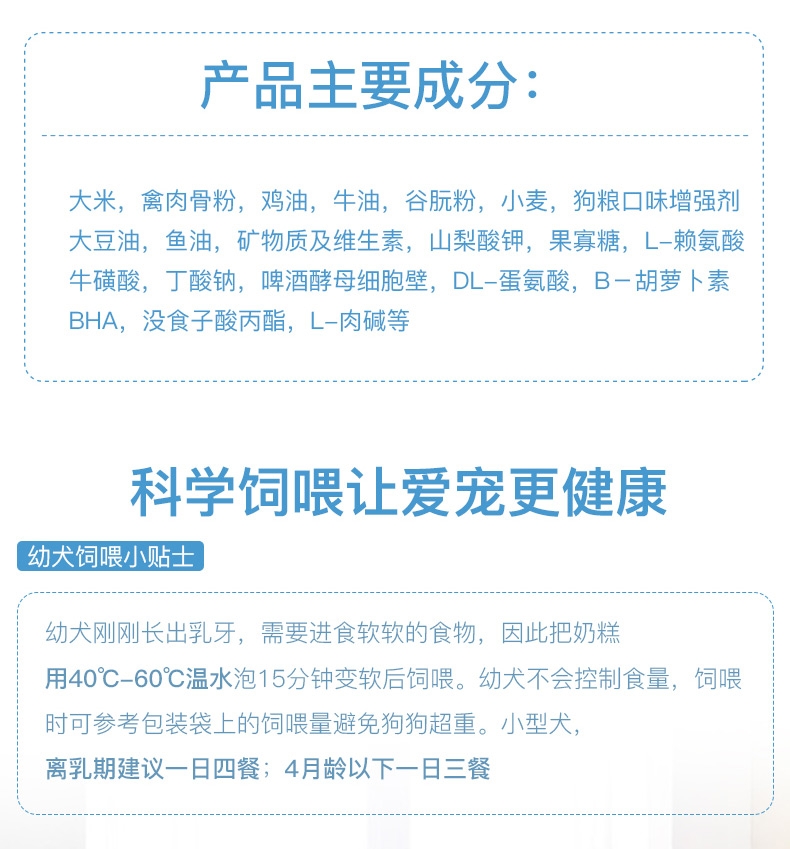 产品主要成分：
大米，禽肉骨粉，鸡油，牛油，谷朊粉，小麦，狗粮口味增强剂
大豆油，鱼油，矿物质及维生素，山梨酸钾，果寡糖，L-赖氨酸
牛磺酸，丁酸钠，啤酒酵母细胞壁，DL-蛋氨酸，B－胡萝卜素
BHA，没食子酸丙酯，L-肉碱等
科学饲喂让爱宠更健康
幼犬饲喂小贴士
幼犬刚刚长出乳牙，需要进食软软的食物，因此把奶糕
用40℃-60℃温水泡15分钟变软后饲喂。幼犬不会控制食量，饲喂
时可参考包装袋上的饲喂量避免狗狗超重。小型犬，
离乳期建议一日四餐；4月龄以下一日三餐